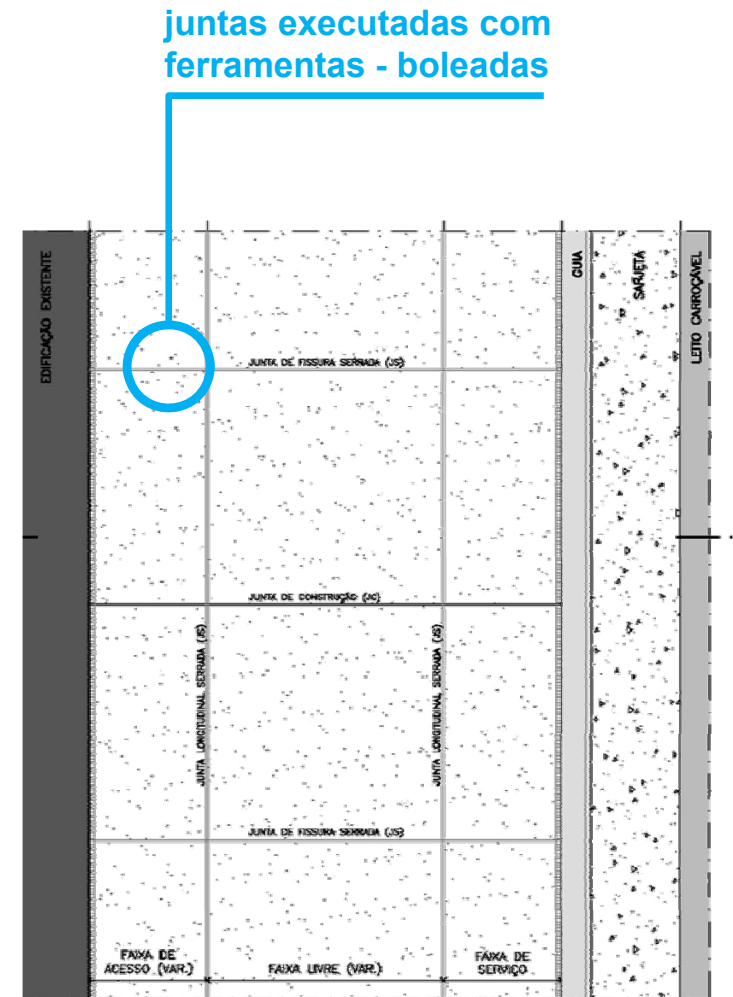 juntas executadas com
ferramentas - boleadas
EDIFICAÇÃO EXISTENTE
GUIA
SARJETA
LEITO CARROÇÁVEL
JUNTA DE FISSURA SERRADA (JS)
JUNTA DE CONSTRUÇÃO (JC)
JUNTA LONGITUDINAL SERRADA (JS)
JUNTA LONGITUDINAL SERRADA (JS)
JUNTA DE FISSURA SERRADA (JS)
FAIXA DE
ACESSO (VAR.)
FAIXA LIVRE (VAR.)
FAIXA DE
SERVIÇO